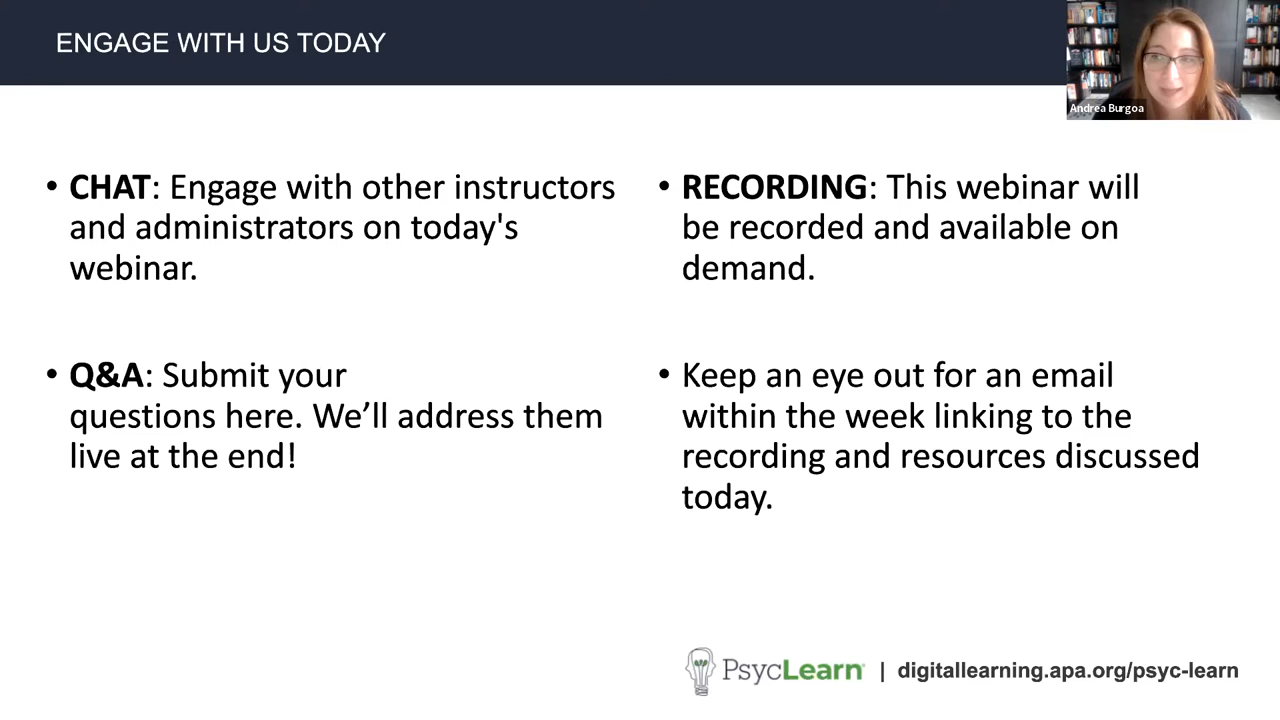 ENGAGE WITH US TODAY
Andrea Burgoa
• CHAT: Engage with other instructors
and administrators on today's
webinar.
• Q&A: Submit your
questions here. We’ll address them
live at the end!
• RECORDING: This webinar will
be recorded and available on
demand.
• Keep an eye out for an email
within the week linking to the
recording and resources discussed
today.
PsycLearn® | digitallearning.apa.org/psyc-learn